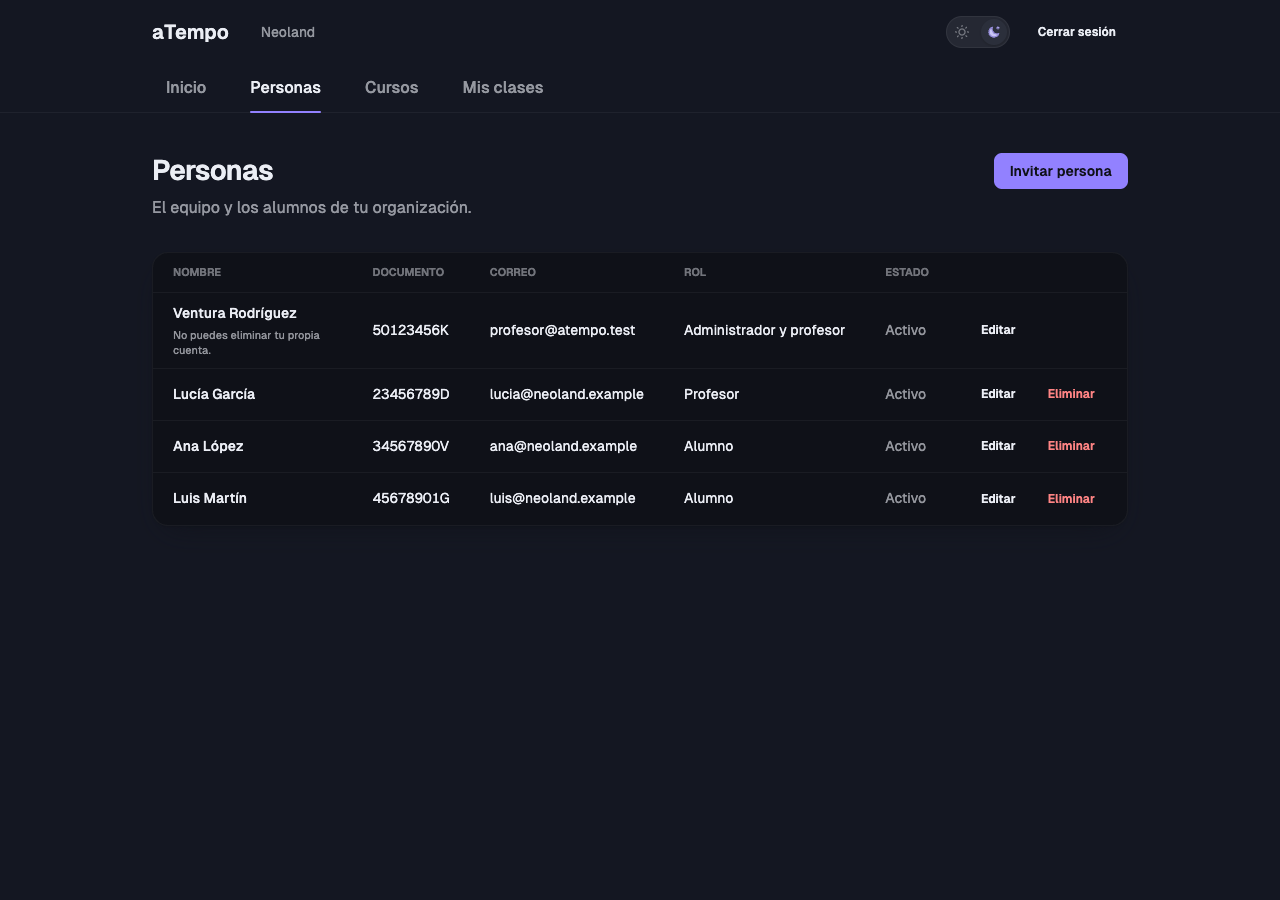 aTempo Neoland Cerrar sesión
Inicio Personas Cursos Mis clases
Personas Invitar persona
El equipo y los alumnos de tu organización.
NOMBRE DOCUMENTO CORREO ROL ESTADO
Ventura Rodríguez
No puedes eliminar tu propia
cuenta.
50123456K profesor@atempo.test Administrador y profesor Activo Editar
Lucía García 23456789D lucia@neoland.example Profesor Activo Editar Eliminar
Ana López 34567890V ana@neoland.example Alumno Activo Editar Eliminar
Luis Martín 45678901G luis@neoland.example Alumno Activo Editar Eliminar